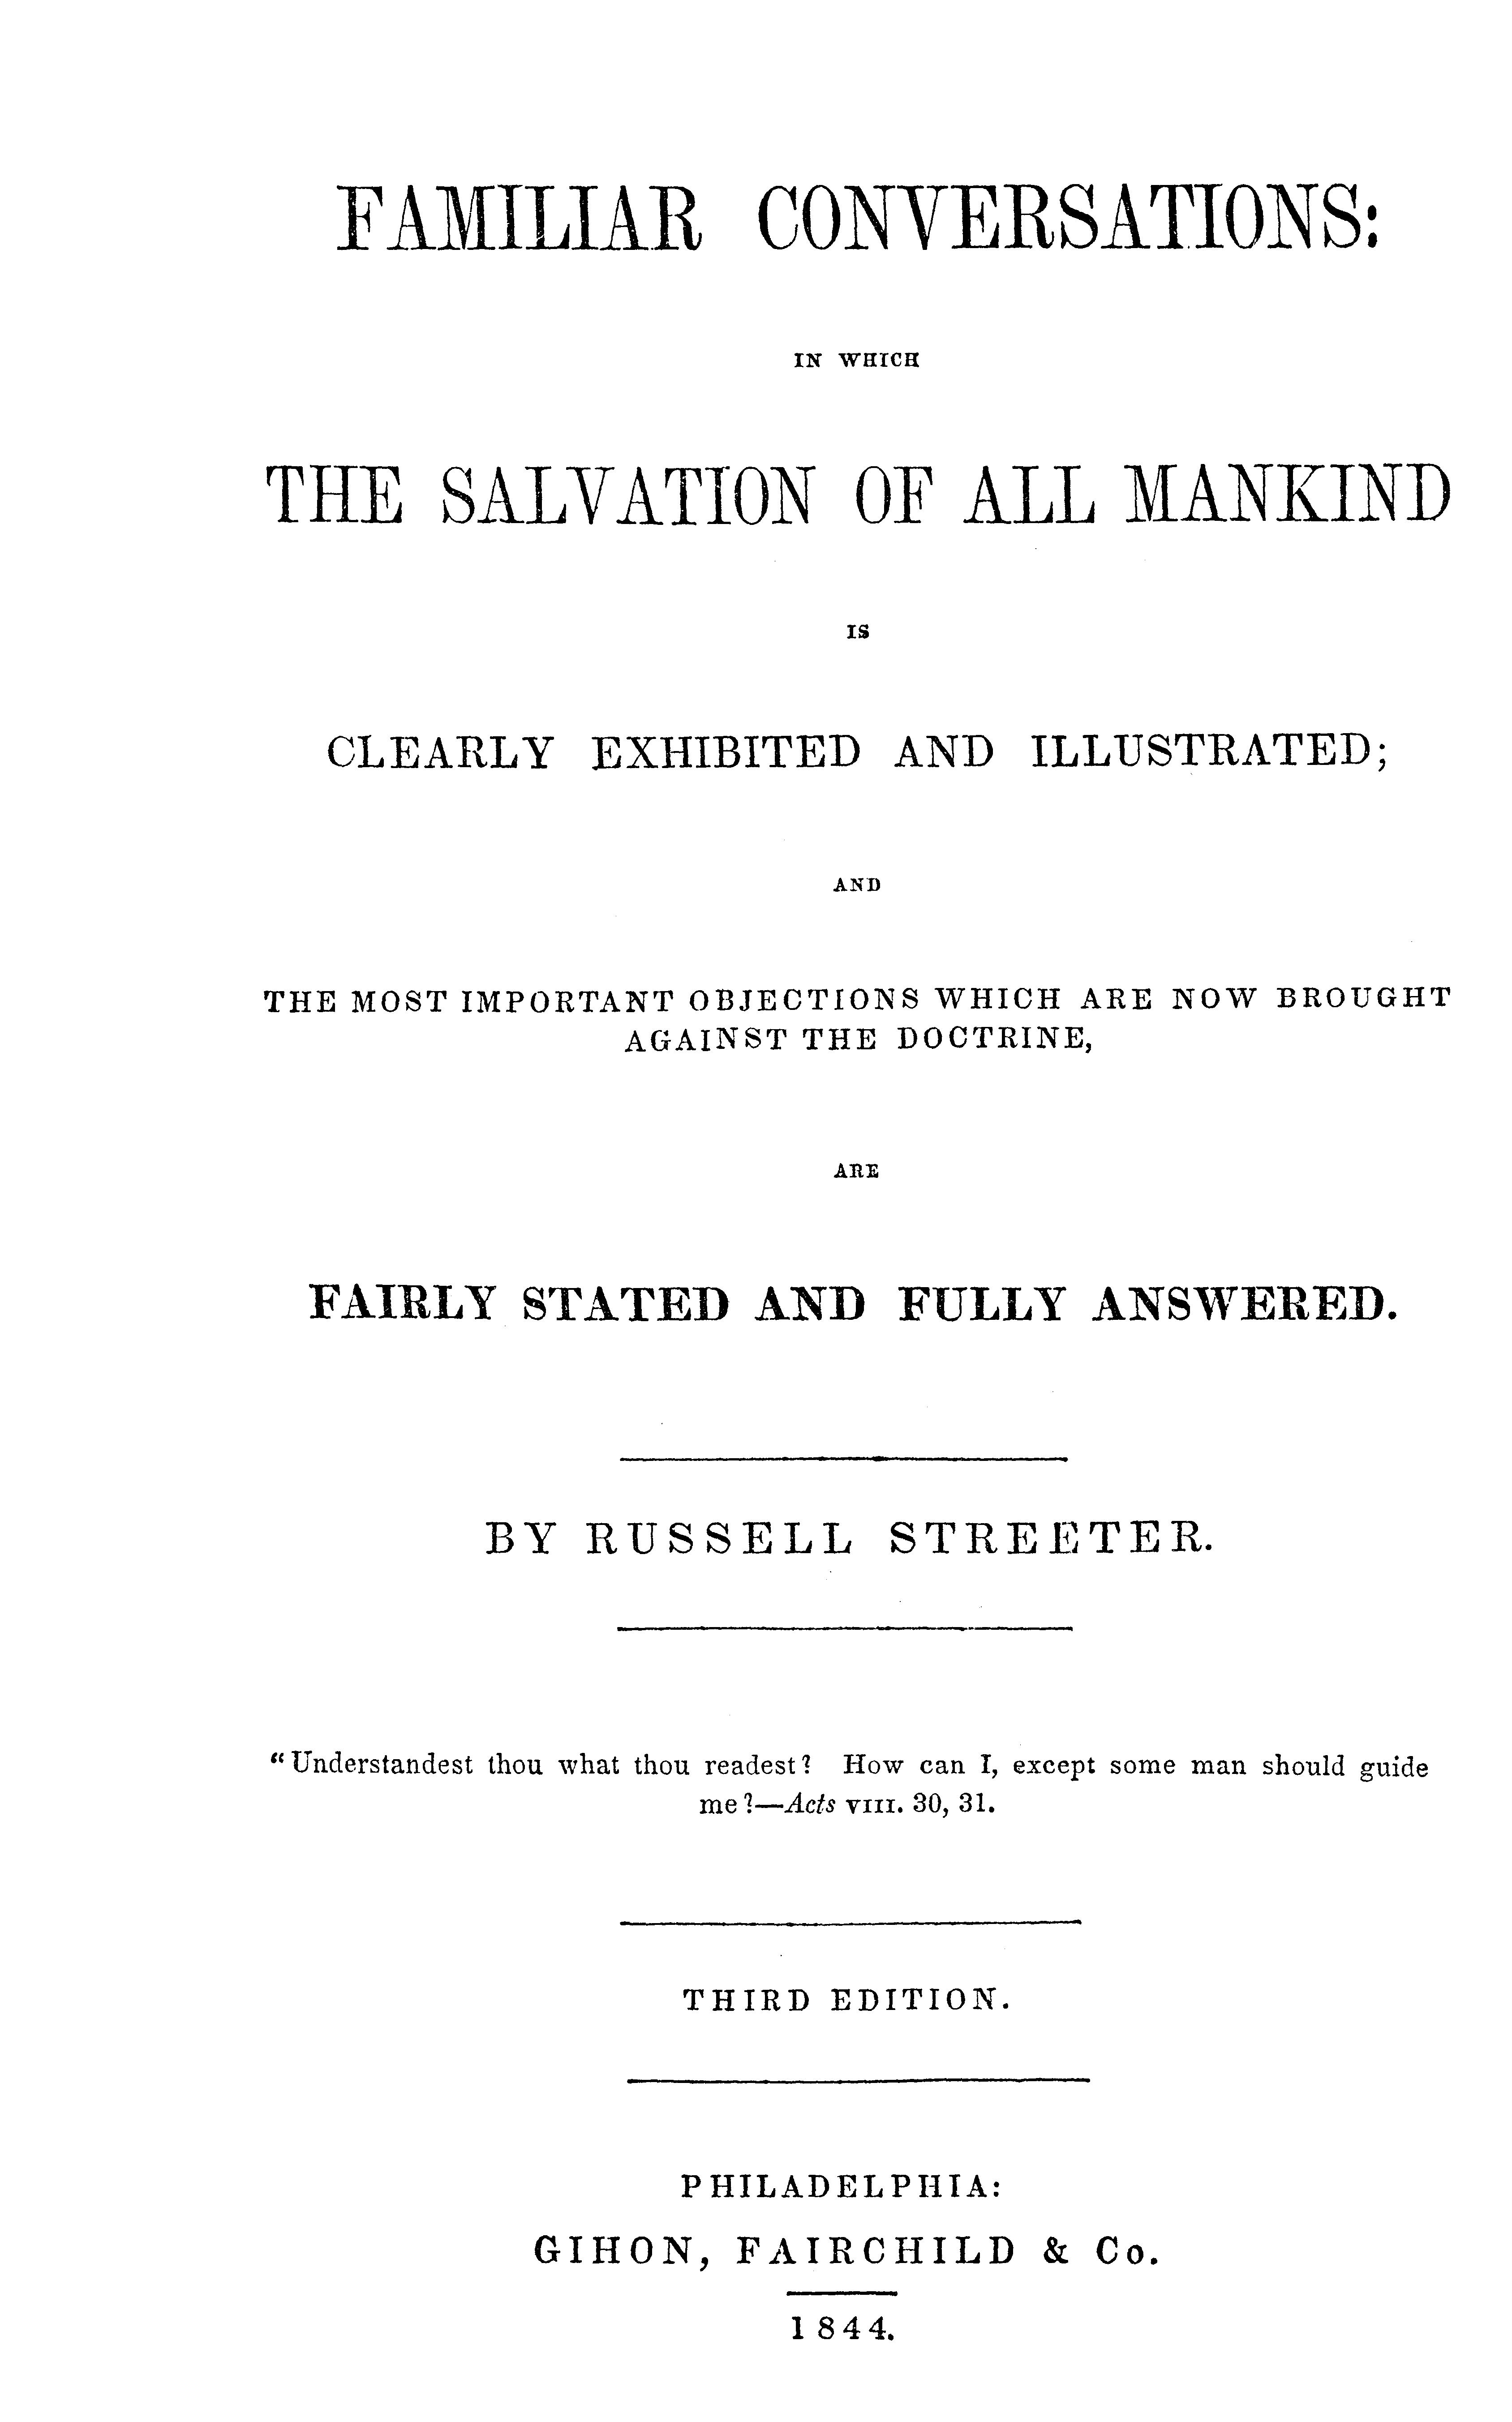 FAMILIAR CONVERSATIONS:
IN WHICH
THE SALVATION OF ALL MANKIND
IS
CLEARLY EXHIBITED AND ILLUSTRATED;
AND
THE MOST IMPORTANT OBJECTIONS WHICH ARE NOW BROUGHT
AGAINST THE DOCTRINE,
ARE
FAIRLY STATED AND FULLY ANSWERED.
BY RUSSELL STREETER.
“Understandest thou what thou readest? How can I, except some man should guide
me?—Acts VIII. 30, 31.
THIRD EDITION.
PHILADELPHIA:
GIHON, FAIRCHILD & Co.
1844.